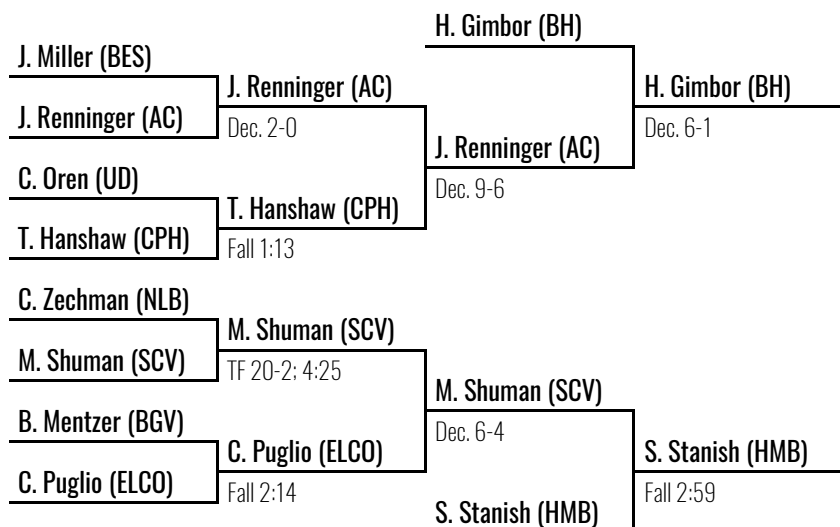 H. Gimbor (BH)
J. Miller (BES)
J. Renninger (AC)
H. Gimbor (BH)
J. Renninger (AC)
Dec. 2-0
Dec. 6-1
J. Renninger (AC)
C. Oren (UD)
Dec. 9-6
T. Hanshaw (CPH)
T. Hanshaw (CPH)
Fall 1:13
C. Zechman (NLB)
M. Shuman (SCV)
M. Shuman (SCV)
TF 20-2; 4:25
M. Shuman (SCV)
B. Mentzer (BGV)
Dec. 6-4
C. Puglio (ELCO)
S. Stanish (HMB)
C. Puglio (ELCO)
Fall 2:14
Fall 2:59
S. Stanish (HMB)